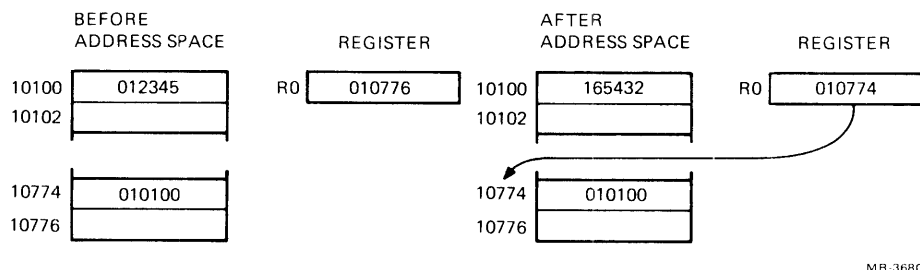 BEFORE
ADDRESS SPACE
REGISTER
10100 012345
10102
R0 010776
10774 010100
10776
AFTER
ADDRESS SPACE
REGISTER
10100 165432
10102
R0 010774
10774 010100
10776
MR-3680